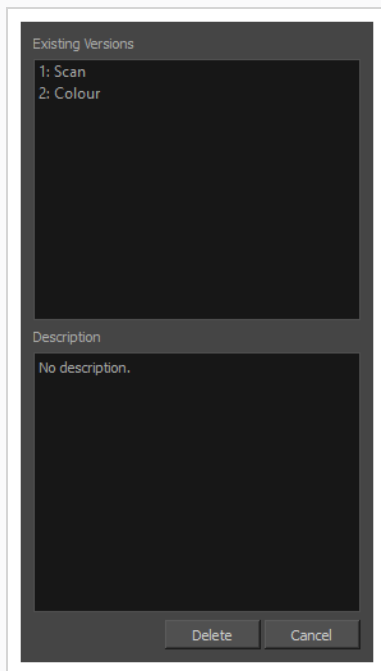 Existing Versions
1: Scan
2: Colour
Description
No description.
Delete Cancel